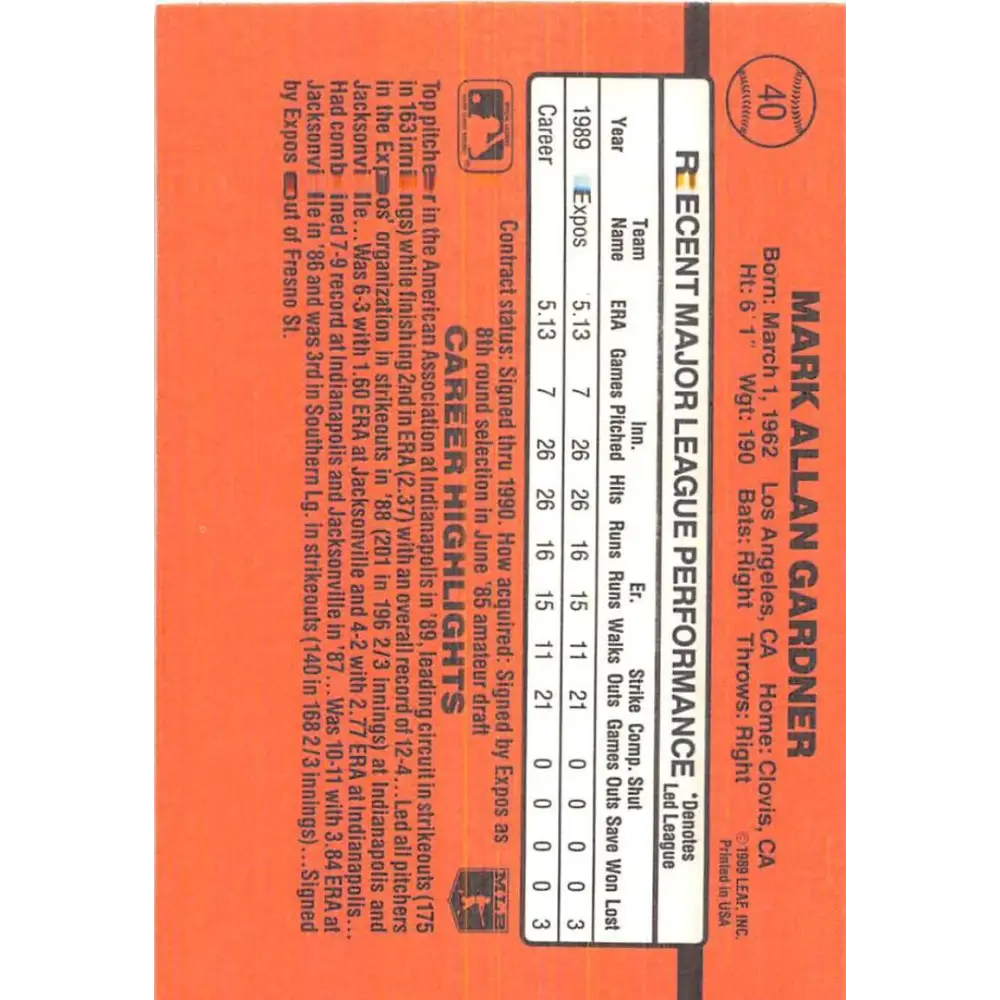 40
MARK ALLAN GARDNER
Born: March 1, 1962 Los Angeles, CA Home: Clovis, CA
Ht: 6'1" Wgt: 190 Bats: Right Throws: Right
© 1989 LEAF, INC.
Printed in USA
RECENT MAJOR LEAGUE PERFORMANCE *Denotes
Led League
Team Inn. Er. Strike Comp. Shut
Year Name ERA Games Pitched Hits Runs Runs Walks Outs Games Outs Save Won Lost
1989 Expos 5.13 7 26 26 16 15 11 21 0 0 0 0 3
Career 5.13 7 26 26 16 15 11 21 0 0 0 0 3
MLB
Contract status: Signed thru 1990. How acquired: Signed by Expos as
8th round selection in June '85 amateur draft
CAREER HIGHLIGHTS
Top pitcher in the American Association at Indianapolis in '89, leading circuit in strikeouts (175
in 163 innings) while finishing 2nd in ERA (2.37) with an overall record of 12-4...Led all pitchers
in the Expos' organization in strikeouts in '88 (201 in 196 2/3 innings) at Indianapolis and
Jacksonville...Was 6-3 with 1.60 ERA at Jacksonville and 4-2 with 2.77 ERA at Indianapolis...
Had combined 7-9 record at Indianapolis and Jacksonville in '87...Was 10-11 with 3.84 ERA at
Jacksonville in '86 and was 3rd in Southern Lg. in strikeouts (140 in 168 2/3 innings)...Signed
by Expos out of Fresno St.